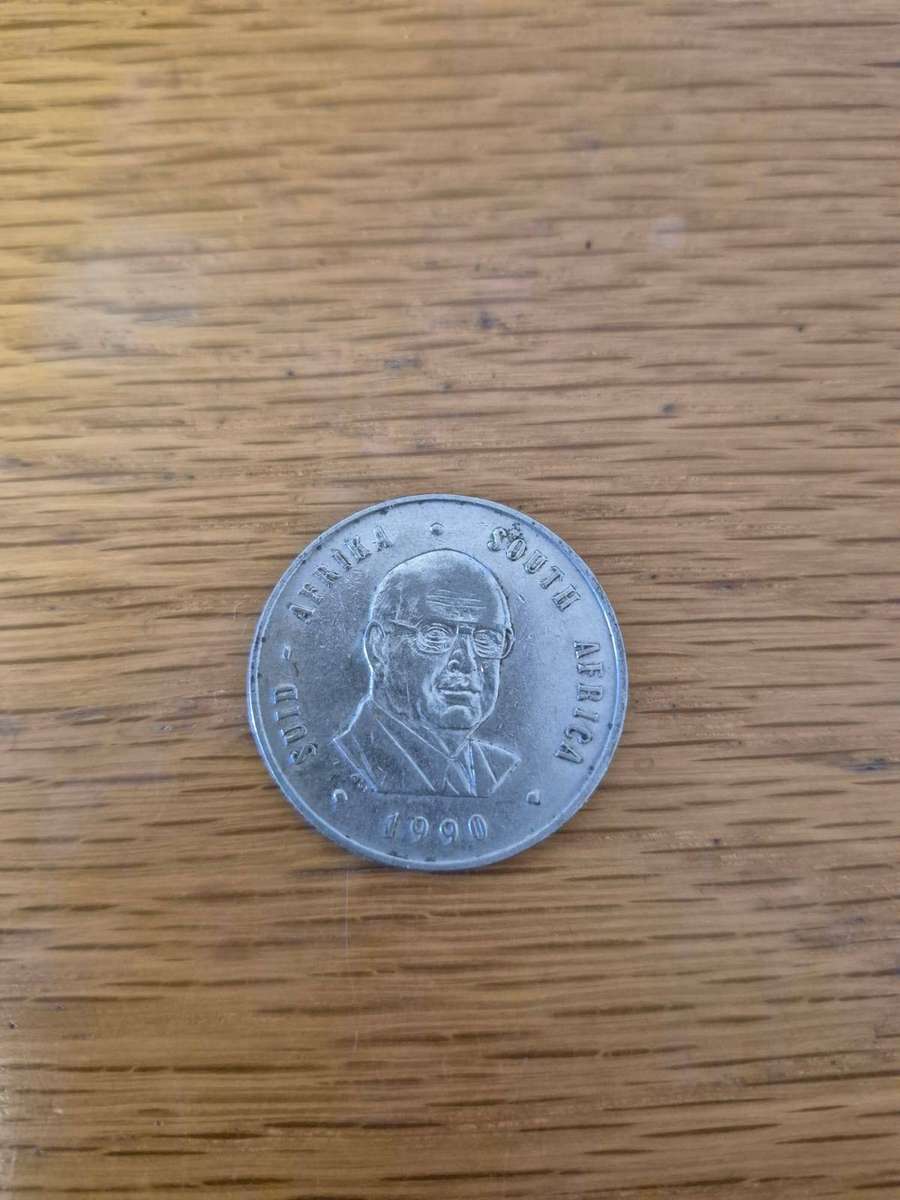 SUID-AFRIKA · SOUTH AFRICA
1990